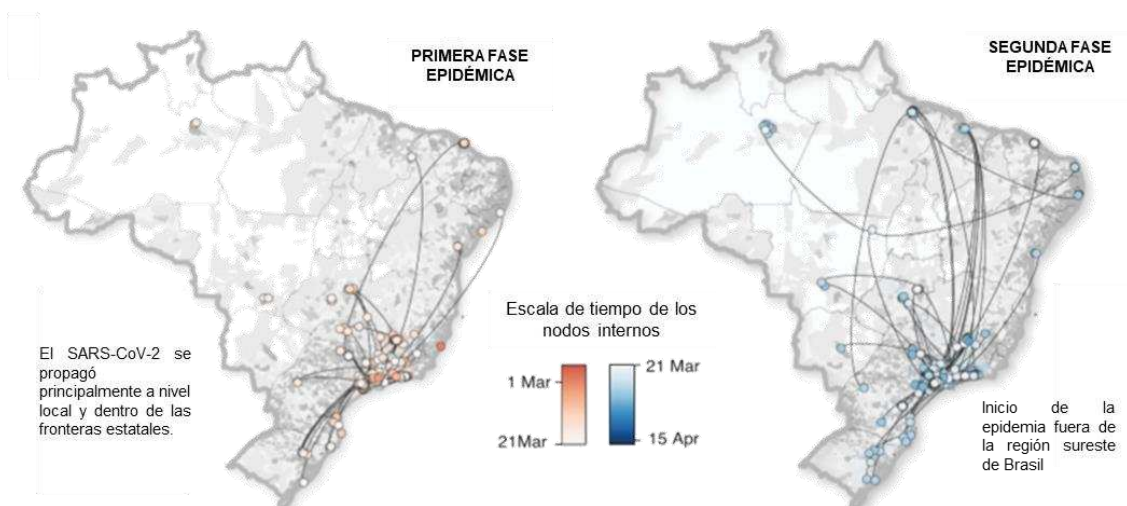 PRIMERA FASE
EPIDÉMICA
El SARS-CoV-2 se
propagó
principalmente a nivel
local y dentro de las
fronteras estatales.
Escala de tiempo de los
nodos internos
1 Mar
21Mar
21 Mar
15 Apr
SEGUNDA FASE
EPIDÉMICA
Inicio de la
epidemia fuera de
la región sureste
de Brasil